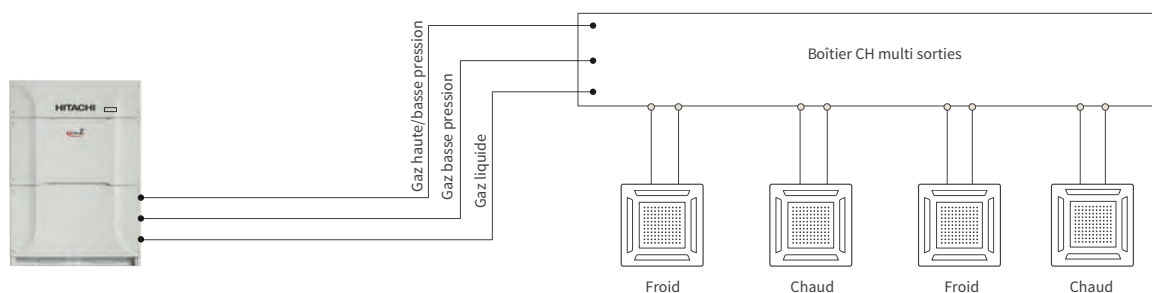 Boîtier CH multi sorties
Gaz haute/basse pression
Gaz basse pression
Gaz liquide
HITACHI
Froid
Chaud
Froid
Chaud